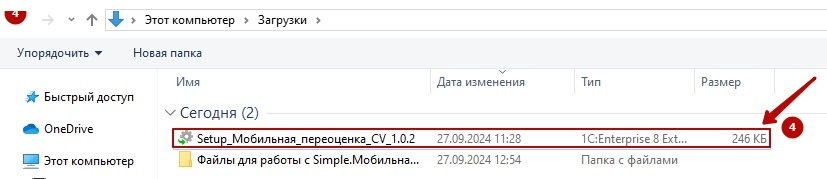 4
Этот компьютер > Загрузки >
Упорядочить Новая папка
Имя Дата изменения Тип Размер
Быстрый доступ
Сегодня (2)
OneDrive
Setup_Мобильная_переоценка_CV_1.0.2 27.09.2024 11:28 1C:Enterprise 8 Ext... 246 КБ
4
Этот компьютер
Файлы для работы с Simple.Мобильна... 27.09.2024 12:54 Папка с файлами